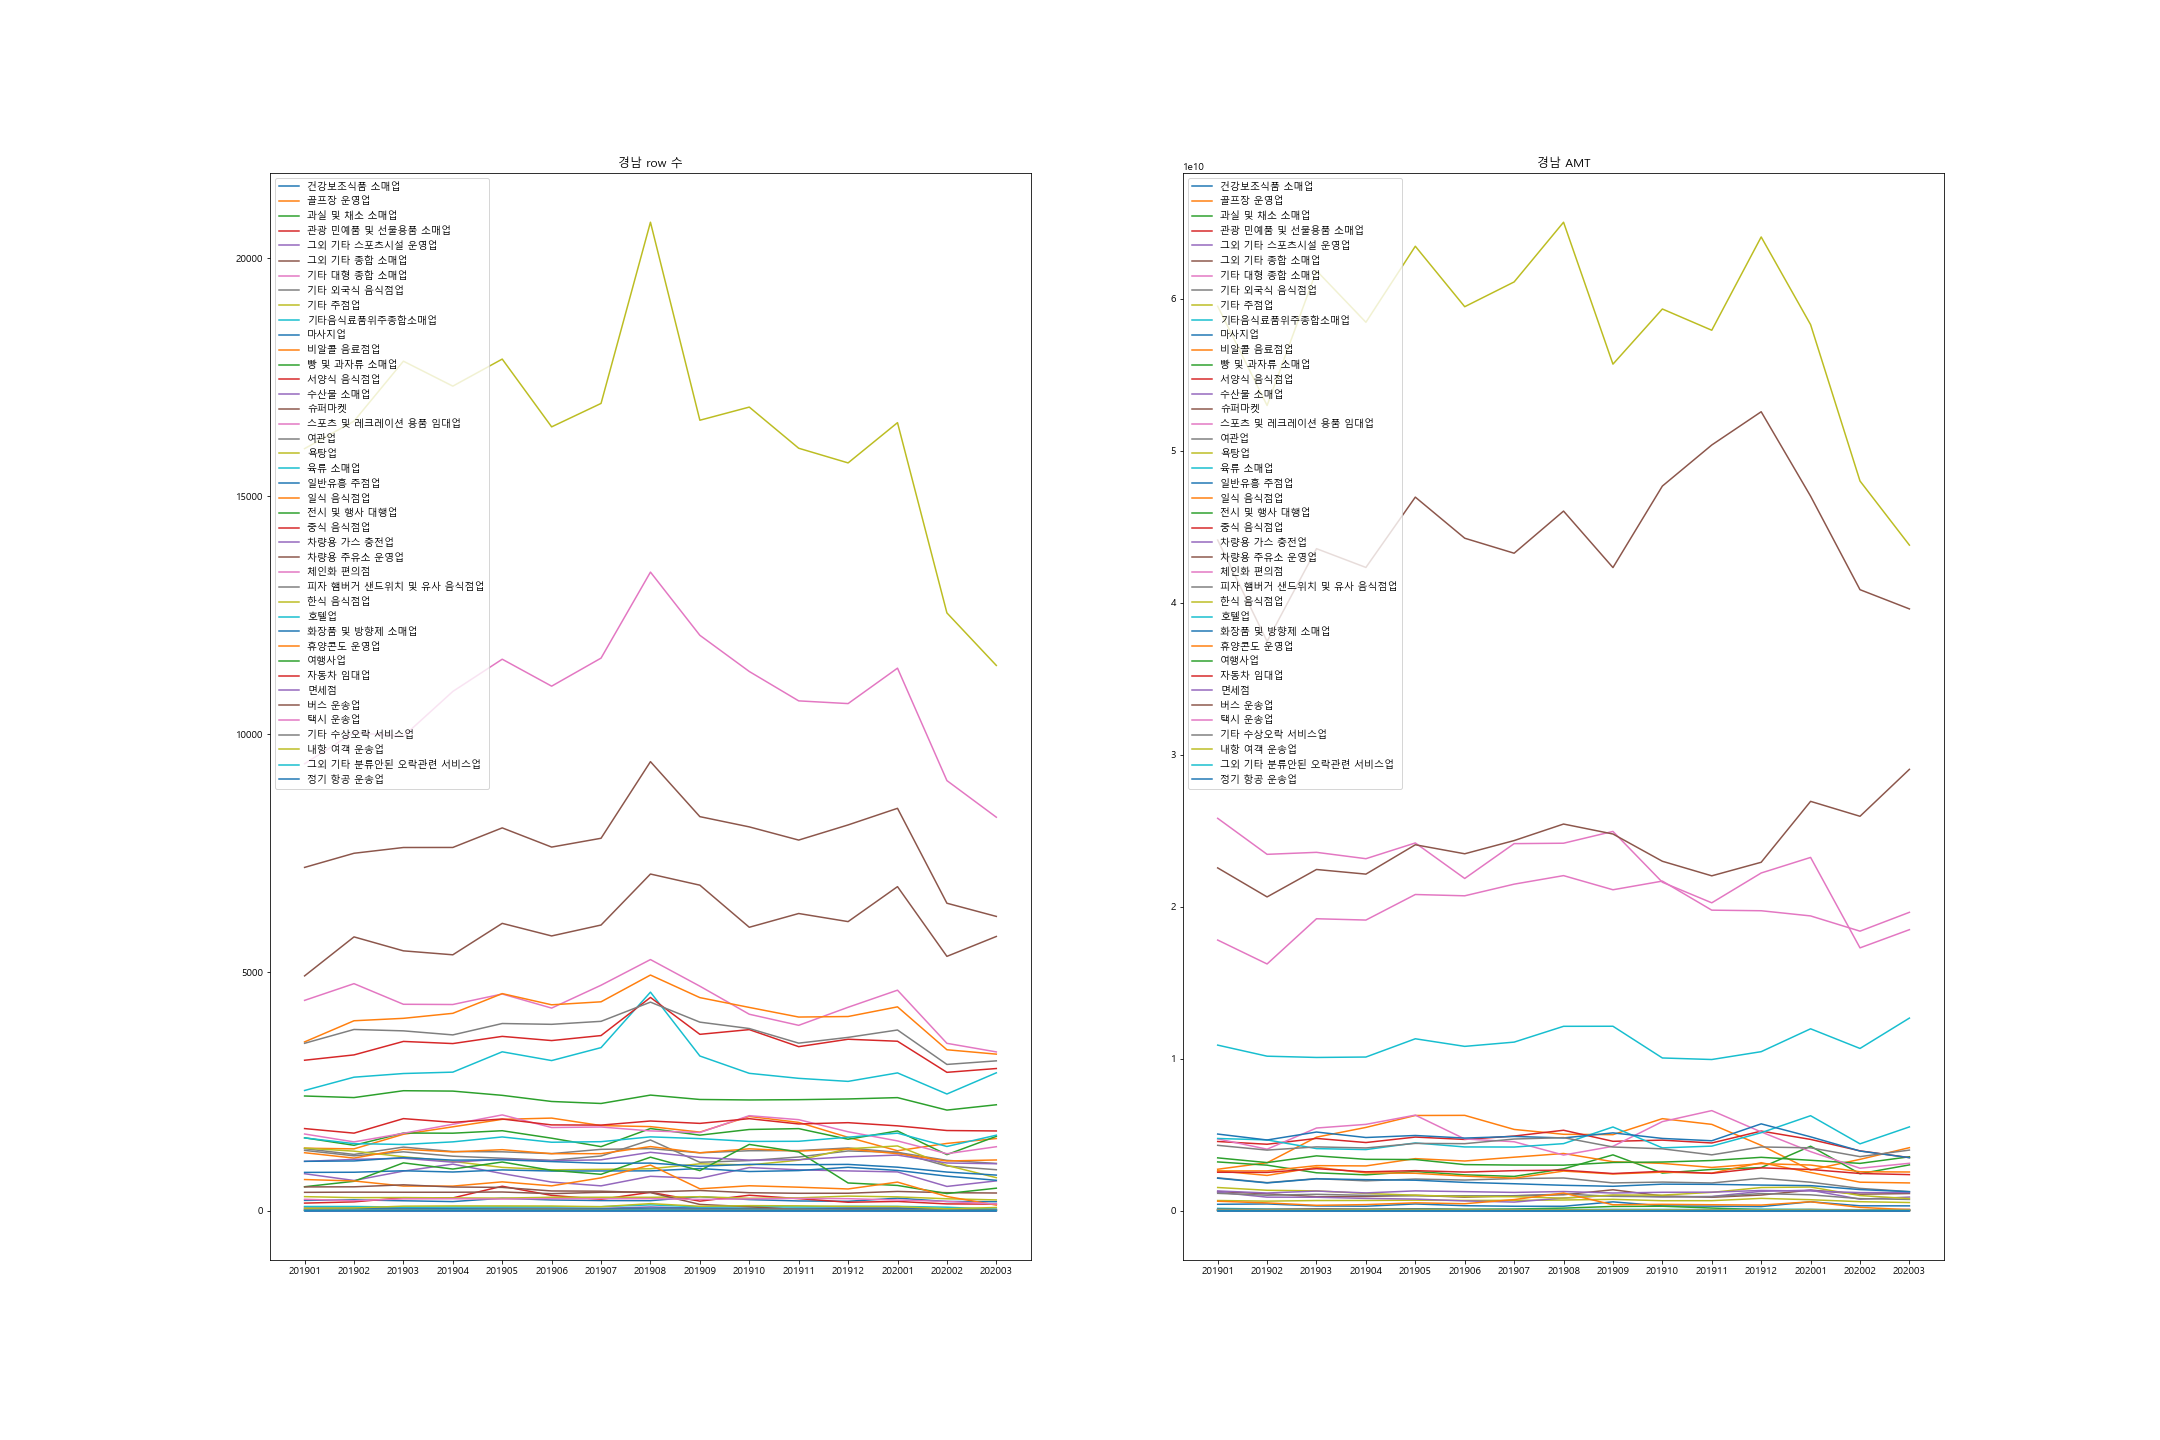 경남 row 수
20000
15000
10000
5000
0
건강보조식품 소매업
골프장 운영업
과실 및 채소 소매업
관광 민예품 및 선물용품 소매업
그외 기타 스포츠시설 운영업
그외 기타 종합 소매업
기타 대형 종합 소매업
기타 외국식 음식점업
기타 주점업
기타음식료품위주종합소매업
마사지업
비알콜 음료점업
빵 및 과자류 소매업
서양식 음식점업
수산물 소매업
슈퍼마켓
스포츠 및 레크레이션 용품 임대업
여관업
욕탕업
육류 소매업
일반유흥 주점업
일식 음식점업
전시 및 행사 대행업
중식 음식점업
차량용 가스 충전업
차량용 주유소 운영업
체인화 편의점
피자 햄버거 샌드위치 및 유사 음식점업
한식 음식점업
호텔업
화장품 및 방향제 소매업
휴양콘도 운영업
여행사업
자동차 임대업
면세점
버스 운송업
택시 운송업
기타 수상오락 서비스업
내항 여객 운송업
그외 기타 분류안된 오락관련 서비스업
정기 항공 운송업
201901 201902 201903 201904 201905 201906 201907 201908 201909 201910 201911 201912 202001 202002 202003
경남 AMT
1e10
6
5
4
3
2
1
0
건강보조식품 소매업
골프장 운영업
과실 및 채소 소매업
관광 민예품 및 선물용품 소매업
그외 기타 스포츠시설 운영업
그외 기타 종합 소매업
기타 대형 종합 소매업
기타 외국식 음식점업
기타 주점업
기타음식료품위주종합소매업
마사지업
비알콜 음료점업
빵 및 과자류 소매업
서양식 음식점업
수산물 소매업
슈퍼마켓
스포츠 및 레크레이션 용품 임대업
여관업
욕탕업
육류 소매업
일반유흥 주점업
일식 음식점업
전시 및 행사 대행업
중식 음식점업
차량용 가스 충전업
차량용 주유소 운영업
체인화 편의점
피자 햄버거 샌드위치 및 유사 음식점업
한식 음식점업
호텔업
화장품 및 방향제 소매업
휴양콘도 운영업
여행사업
자동차 임대업
면세점
버스 운송업
택시 운송업
기타 수상오락 서비스업
내항 여객 운송업
그외 기타 분류안된 오락관련 서비스업
정기 항공 운송업
201901 201902 201903 201904 201905 201906 201907 201908 201909 201910 201911 201912 202001 202002 202003